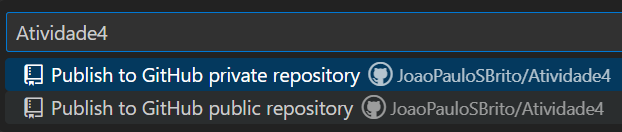 Atividade4
Publish to GitHub private repository JoaoPauloSBrito/Atividade4
Publish to GitHub public repository JoaoPauloSBrito/Atividade4